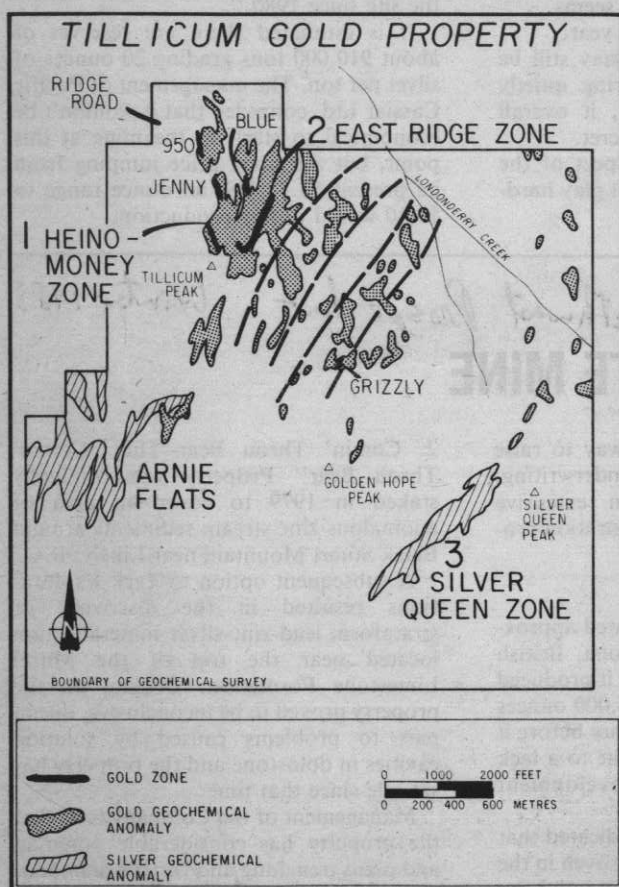 TILLICUM GOLD PROPERTY
RIDGE
ROAD
BLUE
950
2 EAST RIDGE ZONE
JENNY
LONDONDERRY CREEK
1 HEINO-
MONEY
ZONE
TILLICUM
PEAK
GRIZZLY
ARNIE
FLATS
GOLDEN HOPE
PEAK
SILVER
QUEEN
PEAK
3
SILVER
QUEEN ZONE
BOUNDARY OF GEOCHEMICAL SURVEY
GOLD ZONE
GOLD GEOCHEMICAL
ANOMALY
SILVER GEOCHEMICAL
ANOMALY
0 1000 2000 FEET
0 200 400 600
METRES